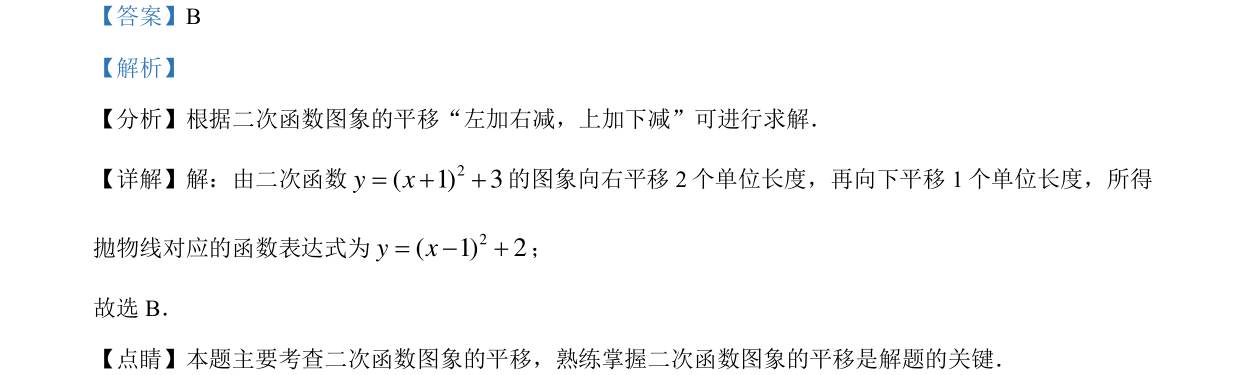 【答案】B
【解析】
【分析】根据二次函数图象的平移“左加右减，上加下减”可进行求解．
【详解】解：由二次函数 y = (x+1)² + 3 的图象向右平移 2 个单位长度，再向下平移 1 个单位长度，所得
抛物线对应的函数表达式为 y = (x−1)² + 2；
故选 B．
【点睛】本题主要考查二次函数图象的平移，熟练掌握二次函数图象的平移是解题的关键．